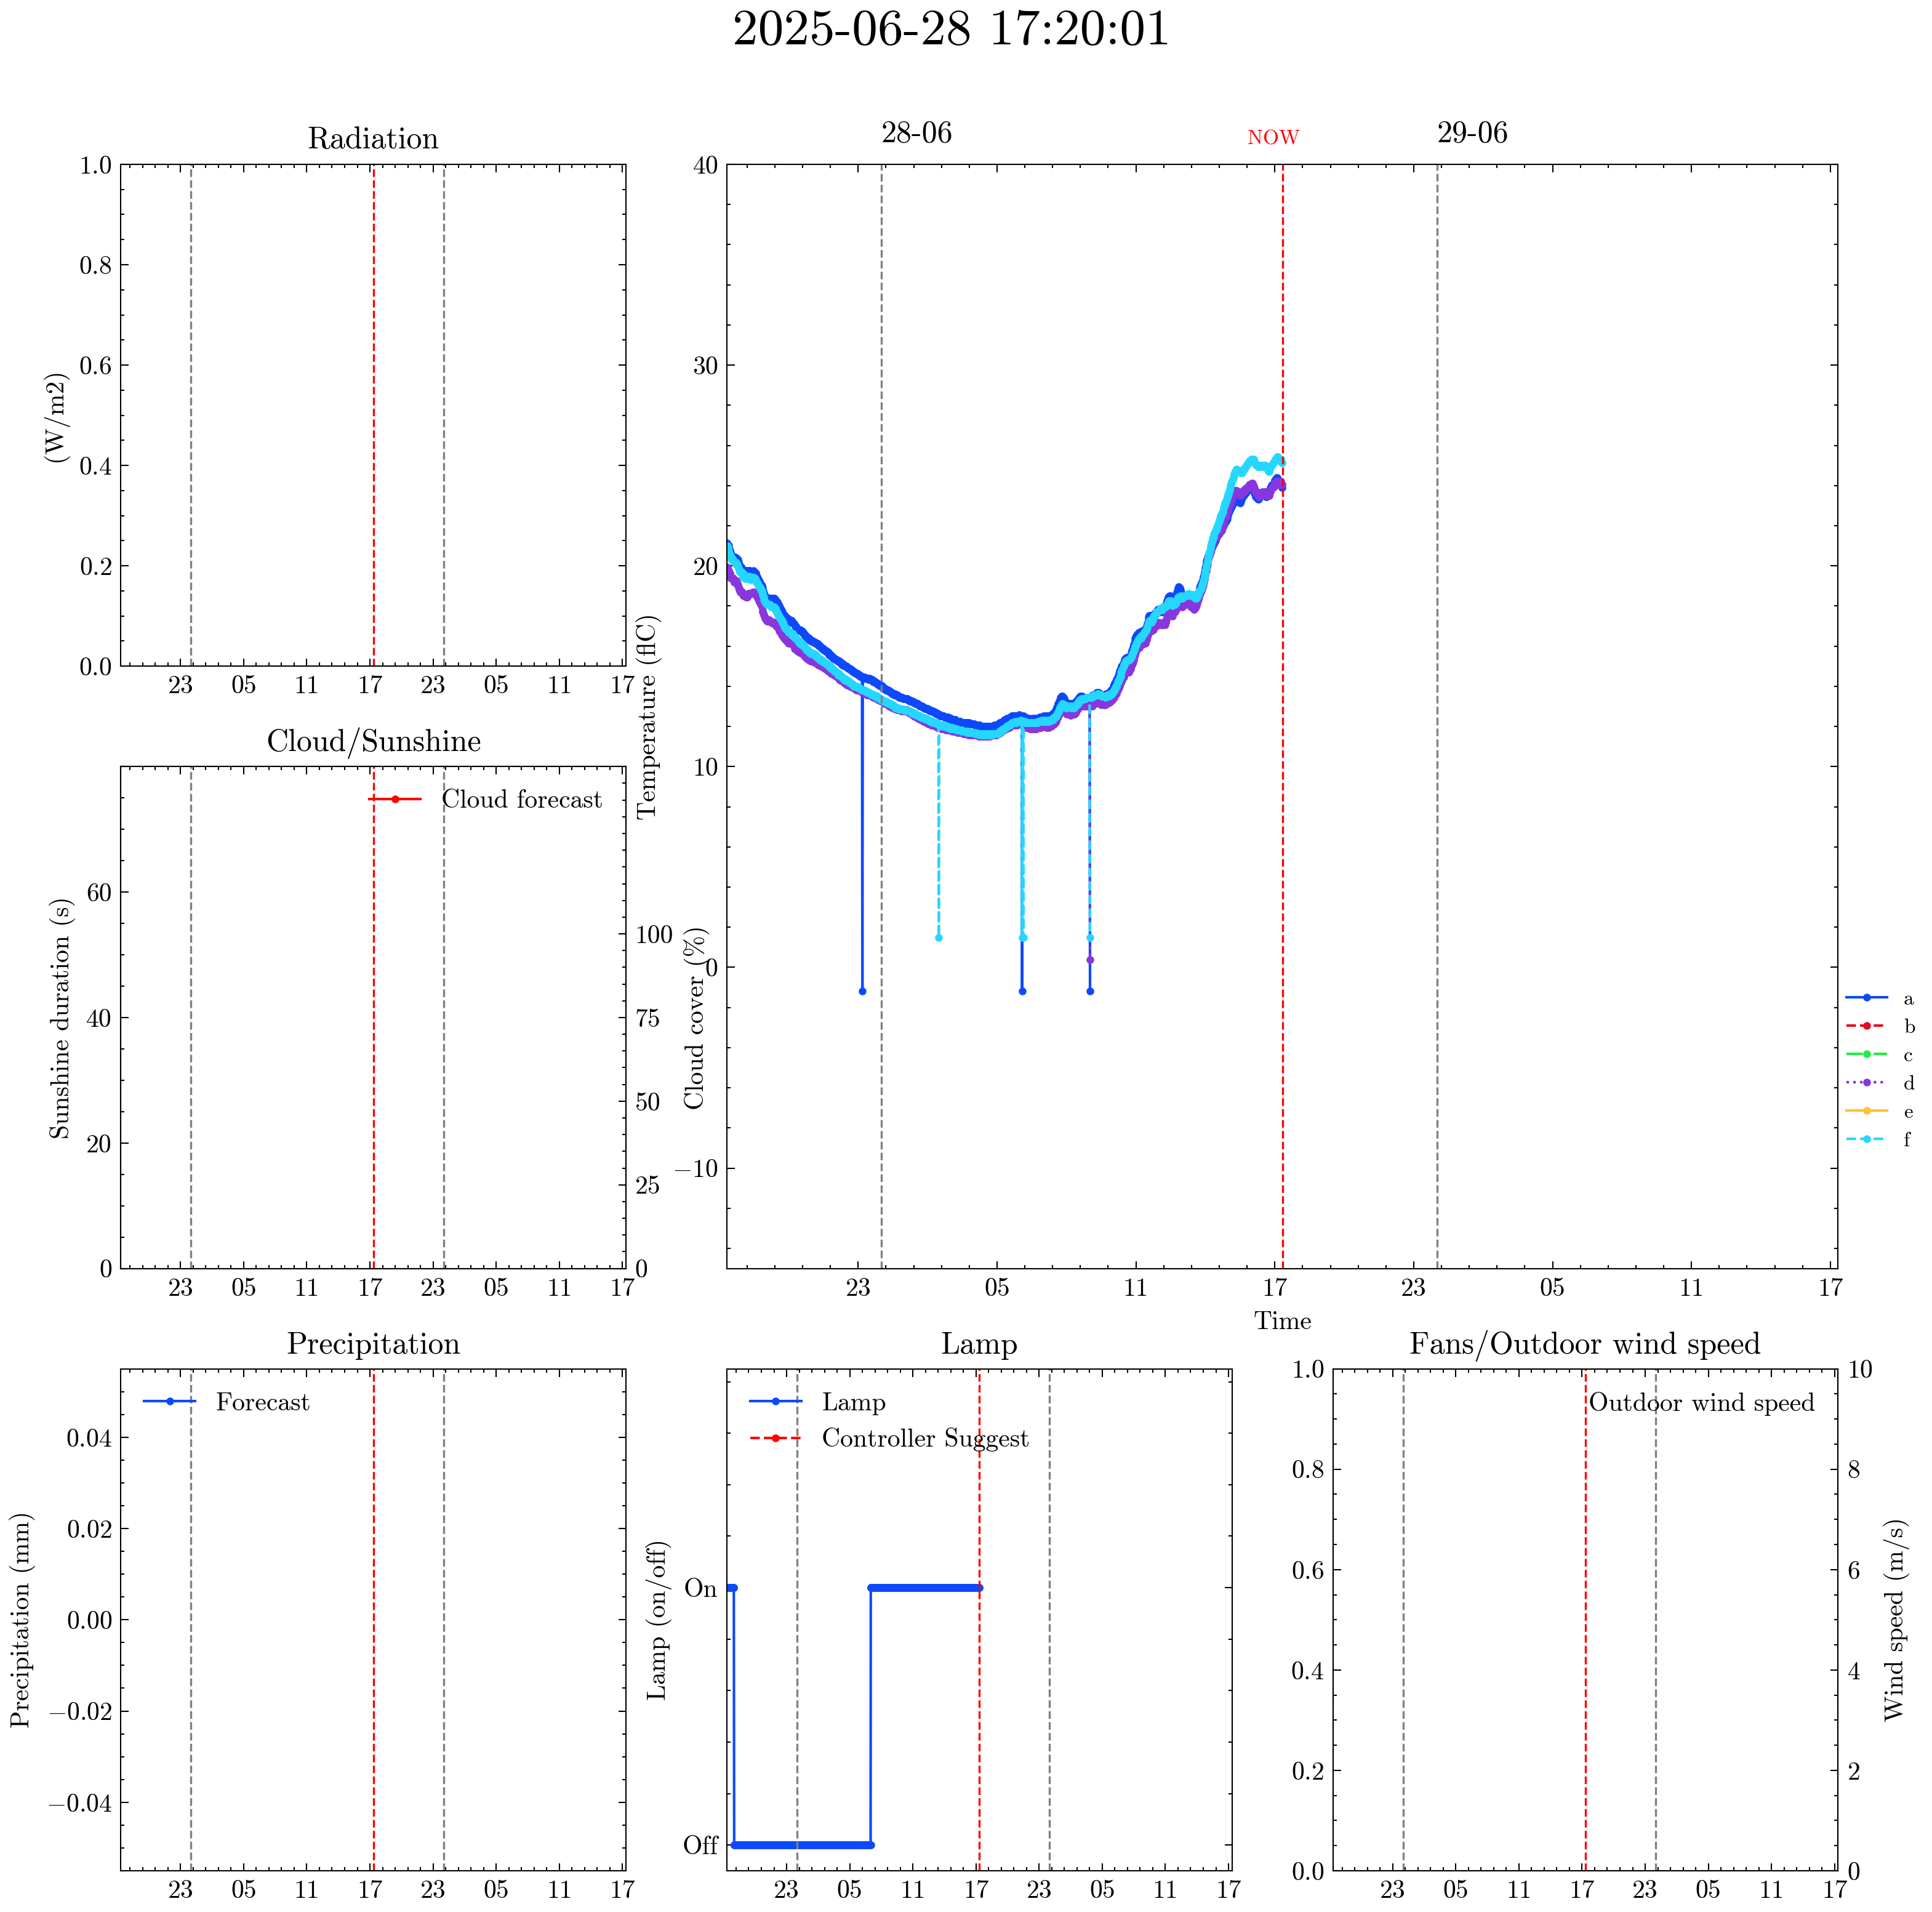 2025-06-28 17:20:01
Radiation
1.0
0.8
0.6
0.4
0.2
0.0
(W/m2)
23 05 11 17 23 05 11 17
28-06 NOW 29-06
40
30
20
10
0
−10
Temperature (flC)
23 05 11 17 23 05 11 17
Time
a
b
c
d
e
f
Cloud/Sunshine
Cloud forecast
60
40
20
0
Sunshine duration (s)
100
75
50
25
0
Cloud cover (%)
23 05 11 17 23 05 11 17
Precipitation
Forecast
0.04
0.02
0.00
−0.02
−0.04
Precipitation (mm)
23 05 11 17 23 05 11 17
Lamp
Lamp
Controller Suggest
On
Off
Lamp (on/off)
23 05 11 17 23 05 11 17
Fans/Outdoor wind speed
Outdoor wind speed
1.0
0.8
0.6
0.4
0.2
0.0
10
8
6
4
2
0
Wind speed (m/s)
23 05 11 17 23 05 11 17